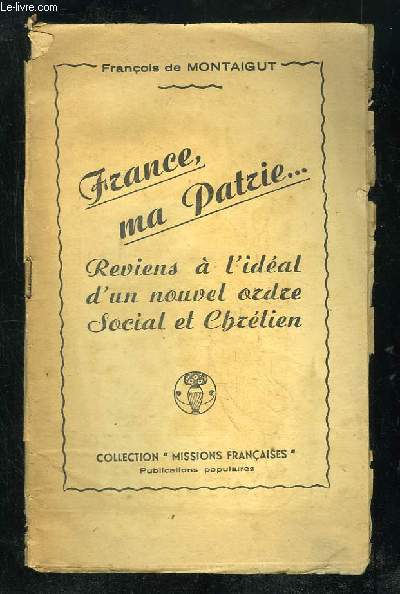 Le-livre.com
François de MONTAIGUT
France,
ma Patrie...
Reviens à l'idéal
d'un nouvel ordre
Social et Chrétien
COLLECTION " MISSIONS FRANÇAISES "
Publications populaires